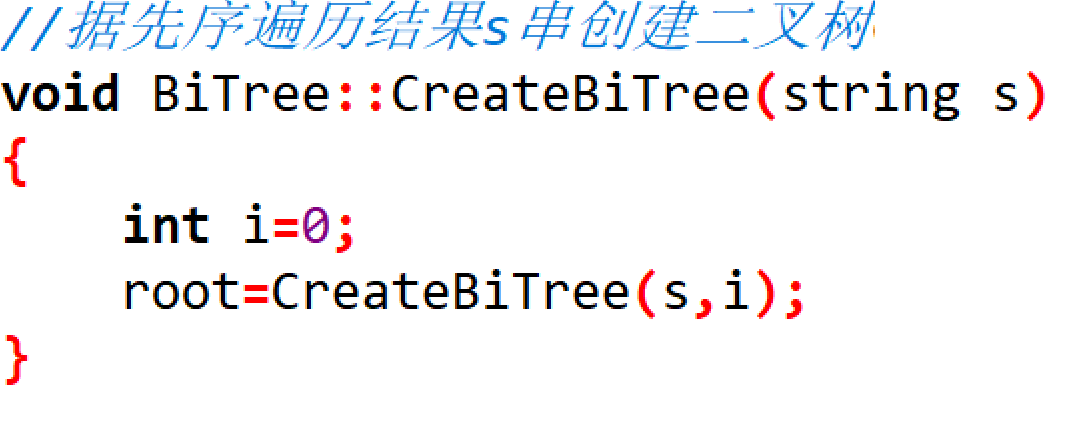 //据先序遍历结果s串创建二叉树
void BiTree::CreateBiTree(string s)
{
    int i=0;
    root=CreateBiTree(s,i);
}